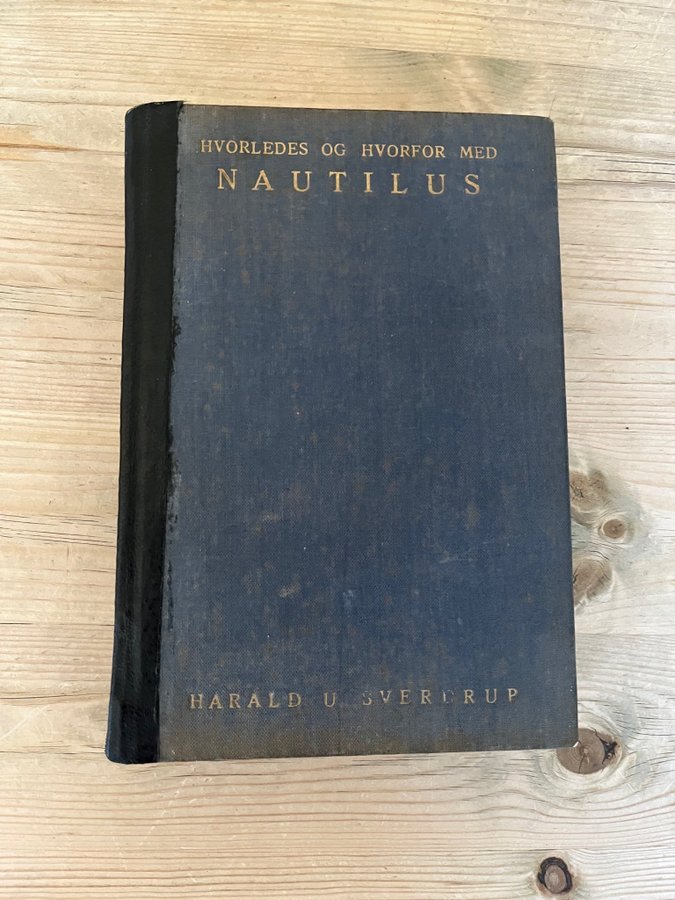 HVORLEDES OG HVORFOR MED
NAUTILUS
HARALD U SVERDRUP